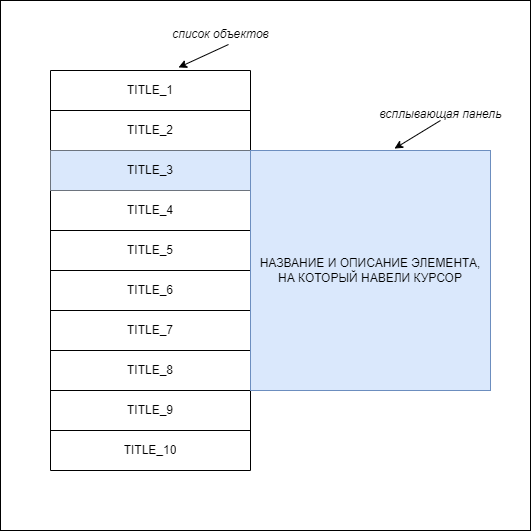 список объектов
TITLE_1
TITLE_2
всплывающая панель
TITLE_3
TITLE_4
TITLE_5
НАЗВАНИЕ И ОПИСАНИЕ ЭЛЕМЕНТА,
НА КОТОРЫЙ НАВЕЛИ КУРСОР
TITLE_6
TITLE_7
TITLE_8
TITLE_9
TITLE_10